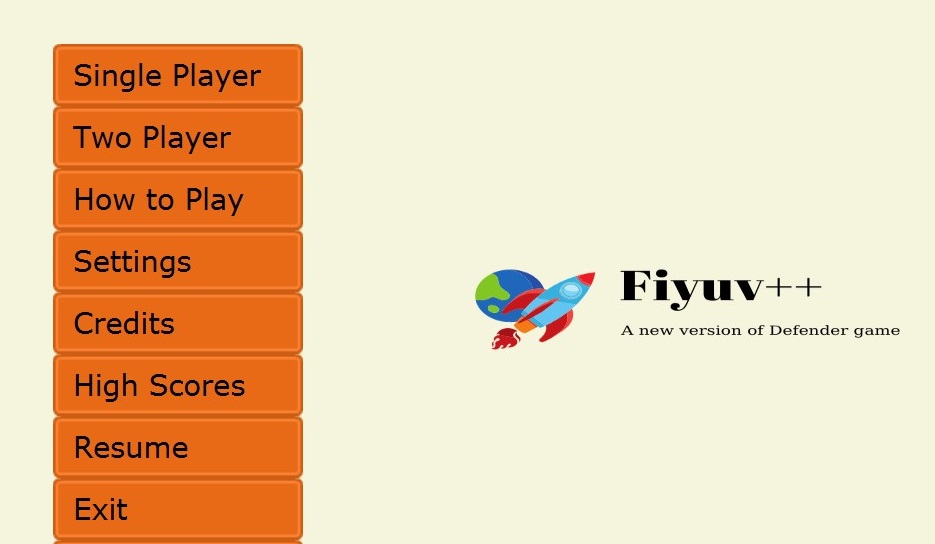 Single Player
Two Player
How to Play
Settings
Credits
High Scores
Resume
Exit
Fiyuv++
A new version of Defender game